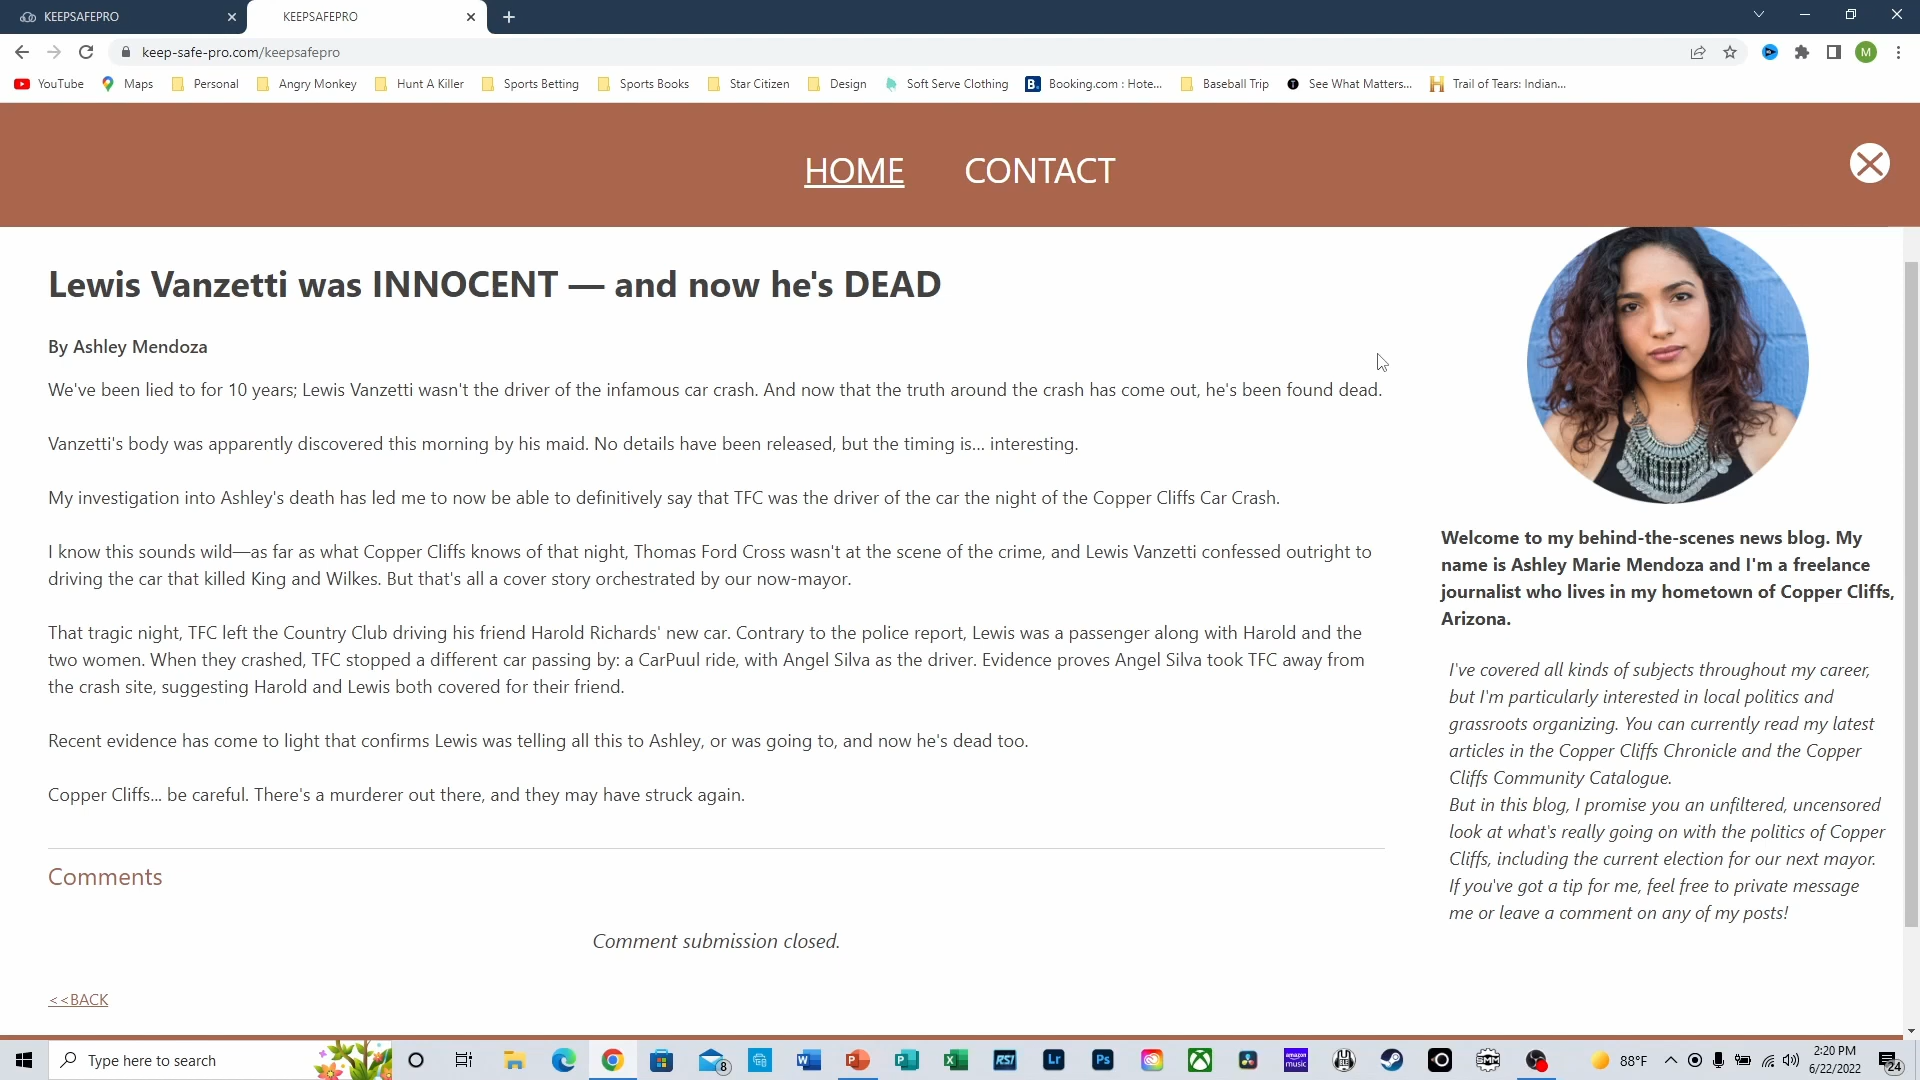 KEEPSAFEPRO
KEEPSAFEPRO
keep-safe-pro.com/keepsafepro
M
YouTube
Maps
Personal
Angry Monkey
Hunt A Killer
Sports Betting
Sports Books
Star Citizen
Design
Soft Serve Clothing
B.
Booking.com : Hote...
Baseball Trip
See What Matters...
Trail of Tears: Indian...
HOME
CONTACT
Lewis Vanzetti was INNOCENT — and now he's DEAD
By Ashley Mendoza
We've been lied to for 10 years; Lewis Vanzetti wasn't the driver of the infamous car crash. And now that the truth around the crash has come out, he's been found dead.
Vanzetti's body was apparently discovered this morning by his maid. No details have been released, but the timing is... interesting.
My investigation into Ashley's death has led me to now be able to definitively say that TFC was the driver of the car the night of the Copper Cliffs Car Crash.
I know this sounds wild—as far as what Copper Cliffs knows of that night, Thomas Ford Cross wasn't at the scene of the crime, and Lewis Vanzetti confessed outright to
driving the car that killed King and Wilkes. But that's all a cover story orchestrated by our now-mayor.
That tragic night, TFC left the Country Club driving his friend Harold Richards' new car. Contrary to the police report, Lewis was a passenger along with Harold and the
two women. When they crashed, TFC stopped a different car passing by: a CarPuul ride, with Angel Silva as the driver. Evidence proves Angel Silva took TFC away from
the crash site, suggesting Harold and Lewis both covered for their friend.
Recent evidence has come to light that confirms Lewis was telling all this to Ashley, or was going to, and now he's dead too.
Copper Cliffs... be careful. There's a murderer out there, and they may have struck again.
Comments
Comment submission closed.
<<BACK
Welcome to my behind-the-scenes news blog. My
name is Ashley Marie Mendoza and I'm a freelance
journalist who lives in my hometown of Copper Cliffs,
Arizona.
I've covered all kinds of subjects throughout my career,
but I'm particularly interested in local politics and
grassroots organizing. You can currently read my latest
articles in the Copper Cliffs Chronicle and the Copper
Cliffs Community Catalogue.
But in this blog, I promise you an unfiltered, uncensored
look at what's really going on with the politics of Copper
Cliffs, including the current election for our next mayor.
If you've got a tip for me, feel free to private message
me or leave a comment on any of my posts!
Type here to search
8
W
P
P
X
RSI
Lr
Ps
amazon music
88°F
2:20 PM
6/22/2022
24